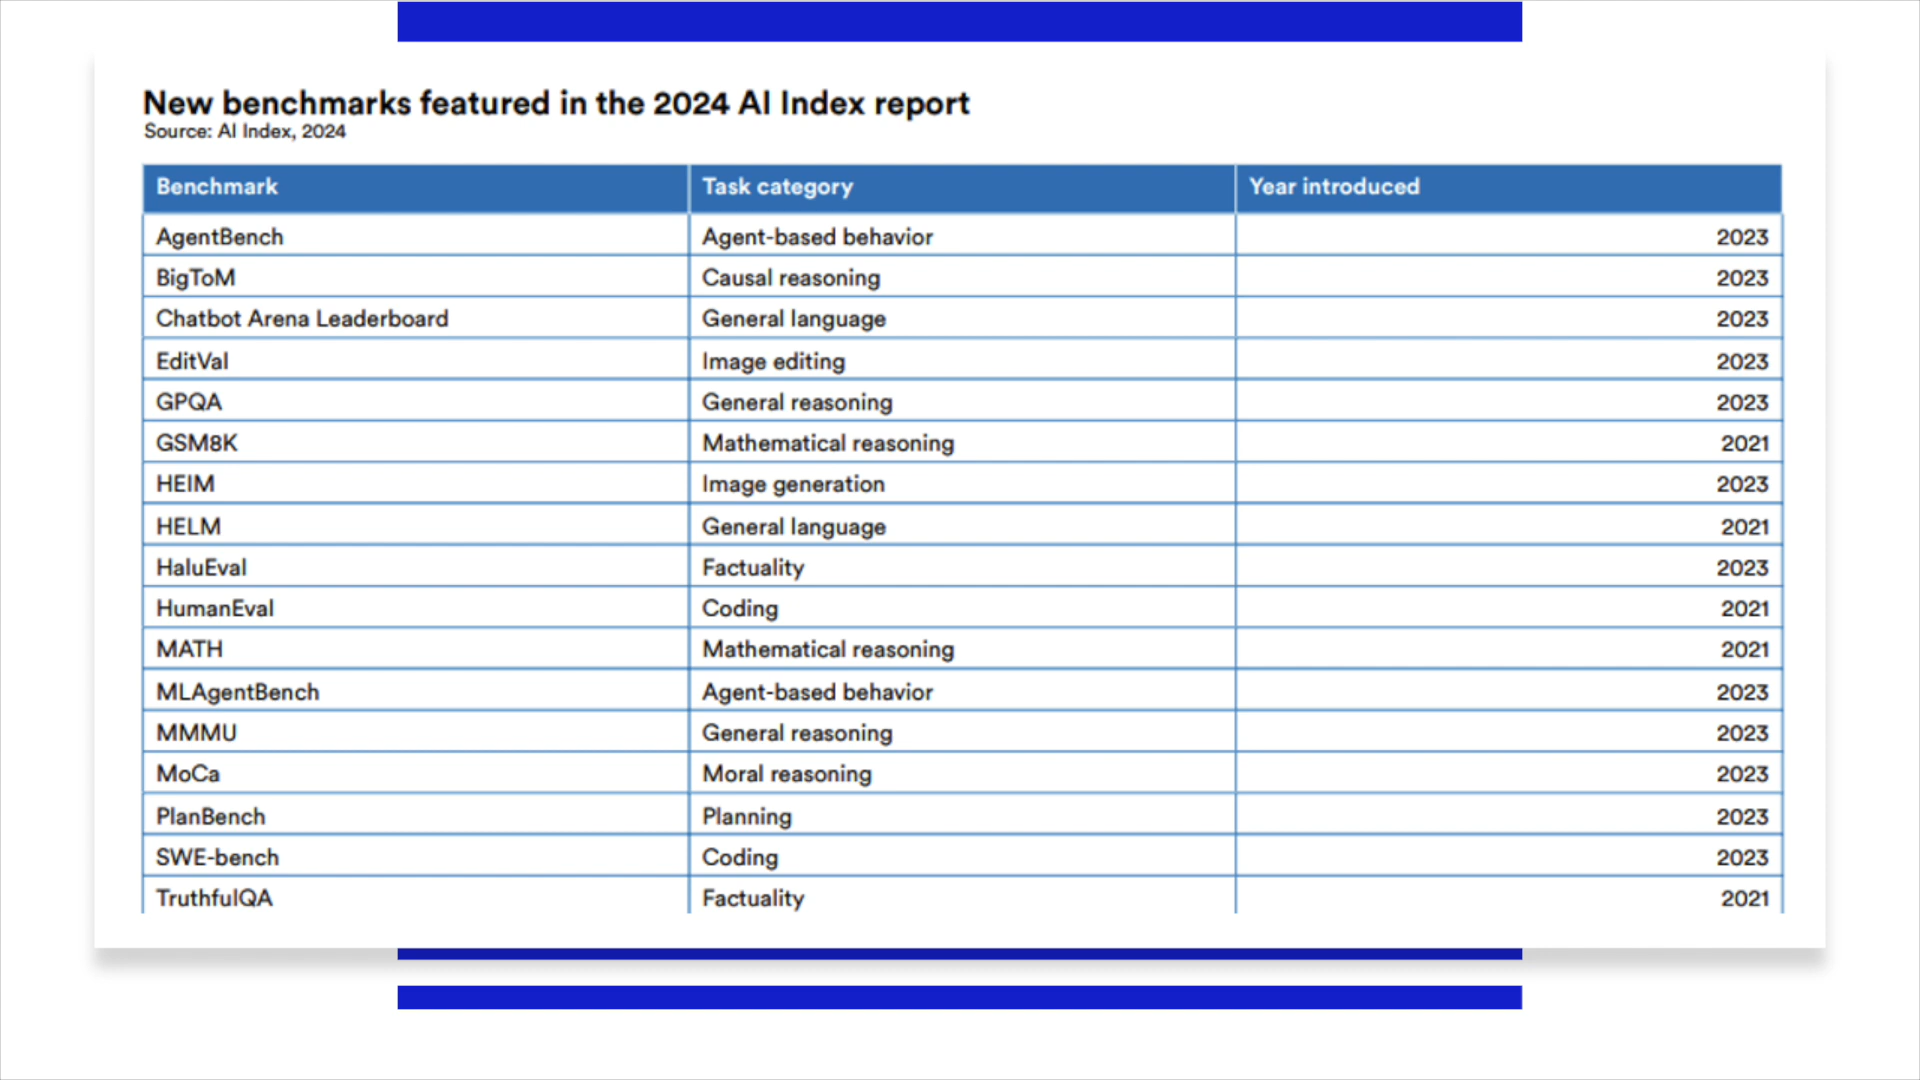 New benchmarks featured in the 2024 AI Index report
Source: AI Index, 2024
Benchmark Task category Year introduced
AgentBench Agent-based behavior 2023
BigToM Causal reasoning 2023
Chatbot Arena Leaderboard General language 2023
EditVal Image editing 2023
GPQA General reasoning 2023
GSM8K Mathematical reasoning 2021
HEIM Image generation 2023
HELM General language 2021
HaluEval Factuality 2023
HumanEval Coding 2021
MATH Mathematical reasoning 2021
MLAgentBench Agent-based behavior 2023
MMMU General reasoning 2023
MoCa Moral reasoning 2023
PlanBench Planning 2023
SWE-bench Coding 2023
TruthfulQA Factuality 2021